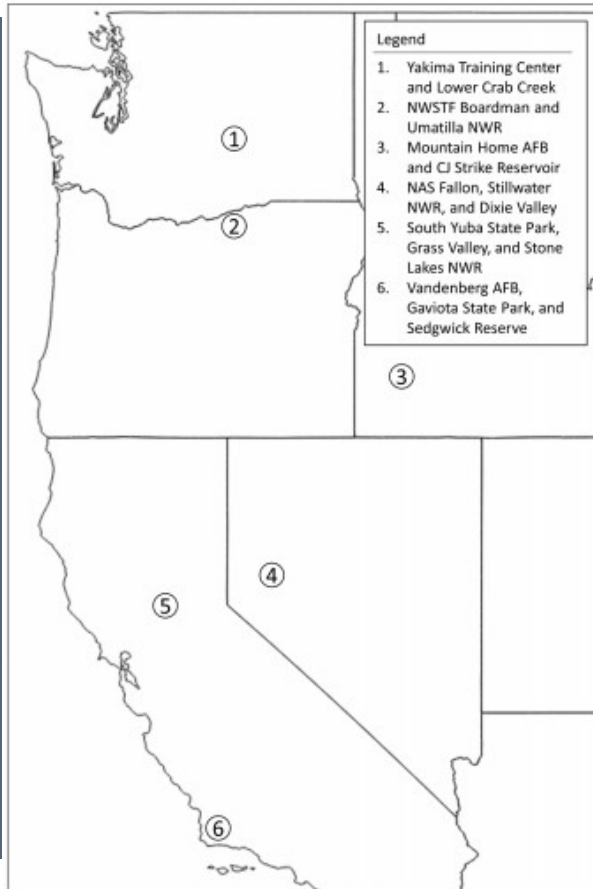 Legend
1. Yakima Training Center
and Lower Crab Creek
2. NWSTF Boardman and
Umatilla NWR
3. Mountain Home AFB
and CJ Strike Reservoir
4. NAS Fallon, Stillwater
NWR, and Dixie Valley
5. South Yuba State Park,
Grass Valley, and Stone
Lakes NWR
6. Vandenberg AFB,
Gaviota State Park, and
Sedgwick Reserve
1
2
3
4
5
6